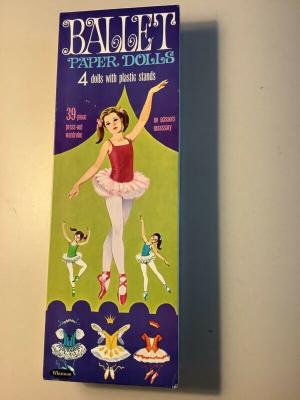 BALLET
PAPER DOLLS
4 dolls with plastic stands
39-piece
press-out
wardrobe
no scissors
necessary
Whitman